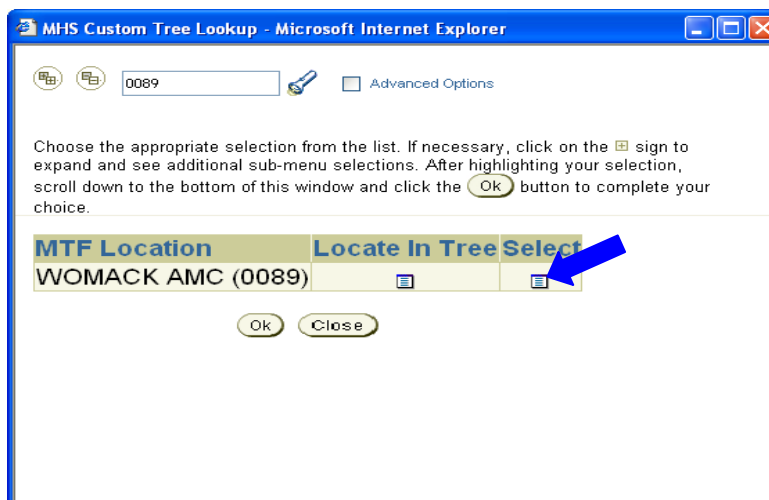 MHS Custom Tree Lookup - Microsoft Internet Explorer
0089 Advanced Options
Choose the appropriate selection from the list. If necessary, click on the ⊞ sign to
expand and see additional sub-menu selections. After highlighting your selection,
scroll down to the bottom of this window and click the Ok button to complete your
choice.
MTF Location Locate In Tree Select
WOMACK AMC (0089)
Ok Close